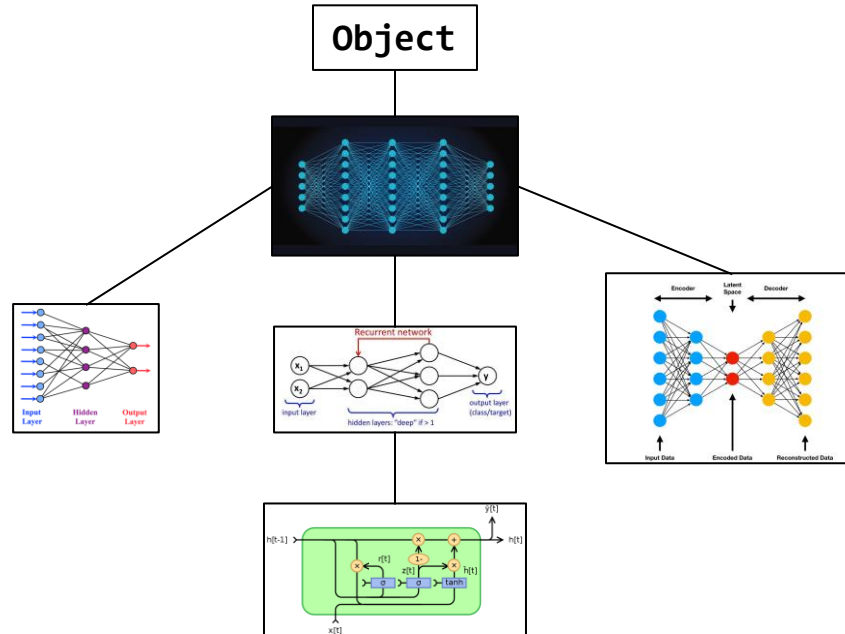 Object
Input
Layer
Hidden
Layer
Output
Layer
Recurrent network
x₁
x₂
y
input layer
hidden layers: "deep" if > 1
output layer
(class/target)
Encoder
Latent
Space
Decoder
Input Data
Encoded Data
Reconstructed Data
ŷ[t]
h[t-1]
h[t]
×
+
1-
r[t]
z[t]
ĥ[t]
×
×
σ
σ
tanh
x[t]